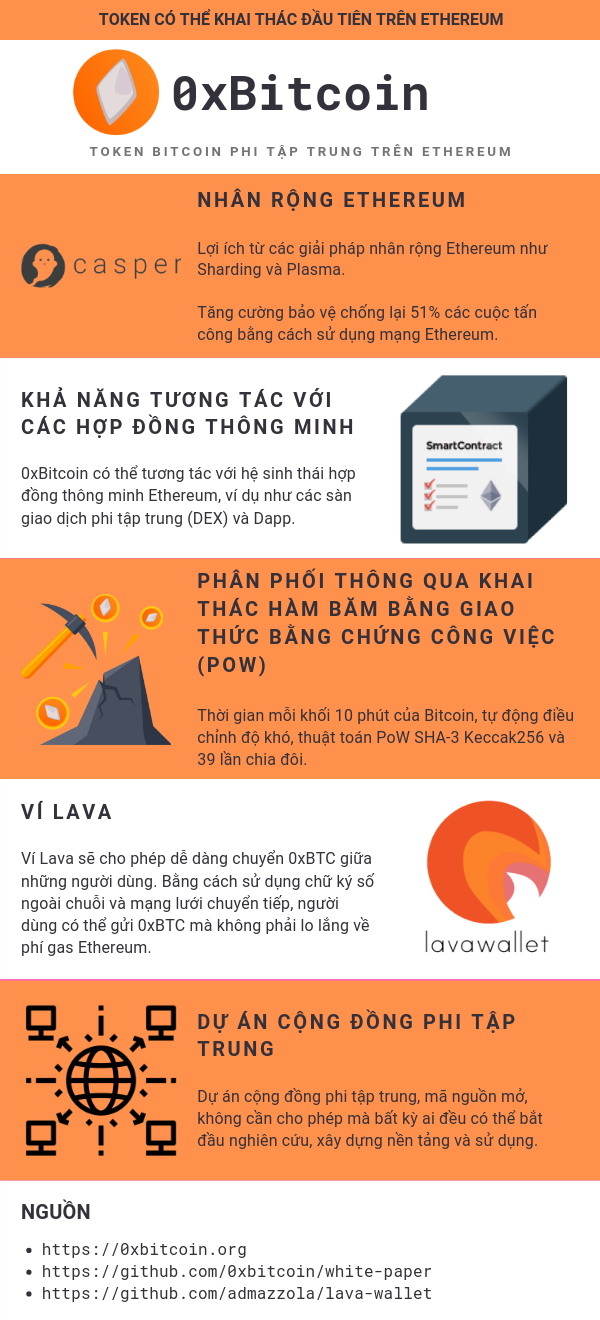 TOKEN CÓ THỂ KHAI THÁC ĐẦU TIÊN TRÊN ETHEREUM
0xBitcoin
TOKEN BITCOIN PHI TẬP TRUNG TRÊN ETHEREUM
casper
NHÂN RỘNG ETHEREUM
Lợi ích từ các giải pháp nhân rộng Ethereum như
Sharding và Plasma.
Tăng cường bảo vệ chống lại 51% các cuộc tấn
công bằng cách sử dụng mạng Ethereum.
KHẢ NĂNG TƯƠNG TÁC VỚI
CÁC HỢP ĐỒNG THÔNG MINH
0xBitcoin có thể tương tác với hệ sinh thái hợp
đồng thông minh Ethereum, ví dụ như các sàn
giao dịch phi tập trung (DEX) và Dapp.
SmartContract
PHÂN PHỐI THÔNG QUA KHAI
THÁC HÀM BĂM BẰNG GIAO
THỨC BẰNG CHỨNG CÔNG VIỆC
(POW)
Thời gian mỗi khối 10 phút của Bitcoin, tự động điều
chỉnh độ khó, thuật toán PoW SHA-3 Keccak256 và
39 lần chia đôi.
VÍ LAVA
Ví Lava sẽ cho phép dễ dàng chuyển 0xBTC giữa
những người dùng. Bằng cách sử dụng chữ ký số
ngoài chuỗi và mạng lưới chuyển tiếp, người
dùng có thể gửi 0xBTC mà không phải lo lắng về
phí gas Ethereum.
lavawallet
DỰ ÁN CỘNG ĐỒNG PHI TẬP
TRUNG
Dự án cộng đồng phi tập trung, mã nguồn mở,
không cần cho phép mà bất kỳ ai đều có thể bắt
đầu nghiên cứu, xây dựng nền tảng và sử dụng.
NGUỒN
• https://0xbitcoin.org
• https://github.com/0xbitcoin/white-paper
• https://github.com/admazzola/lava-wallet